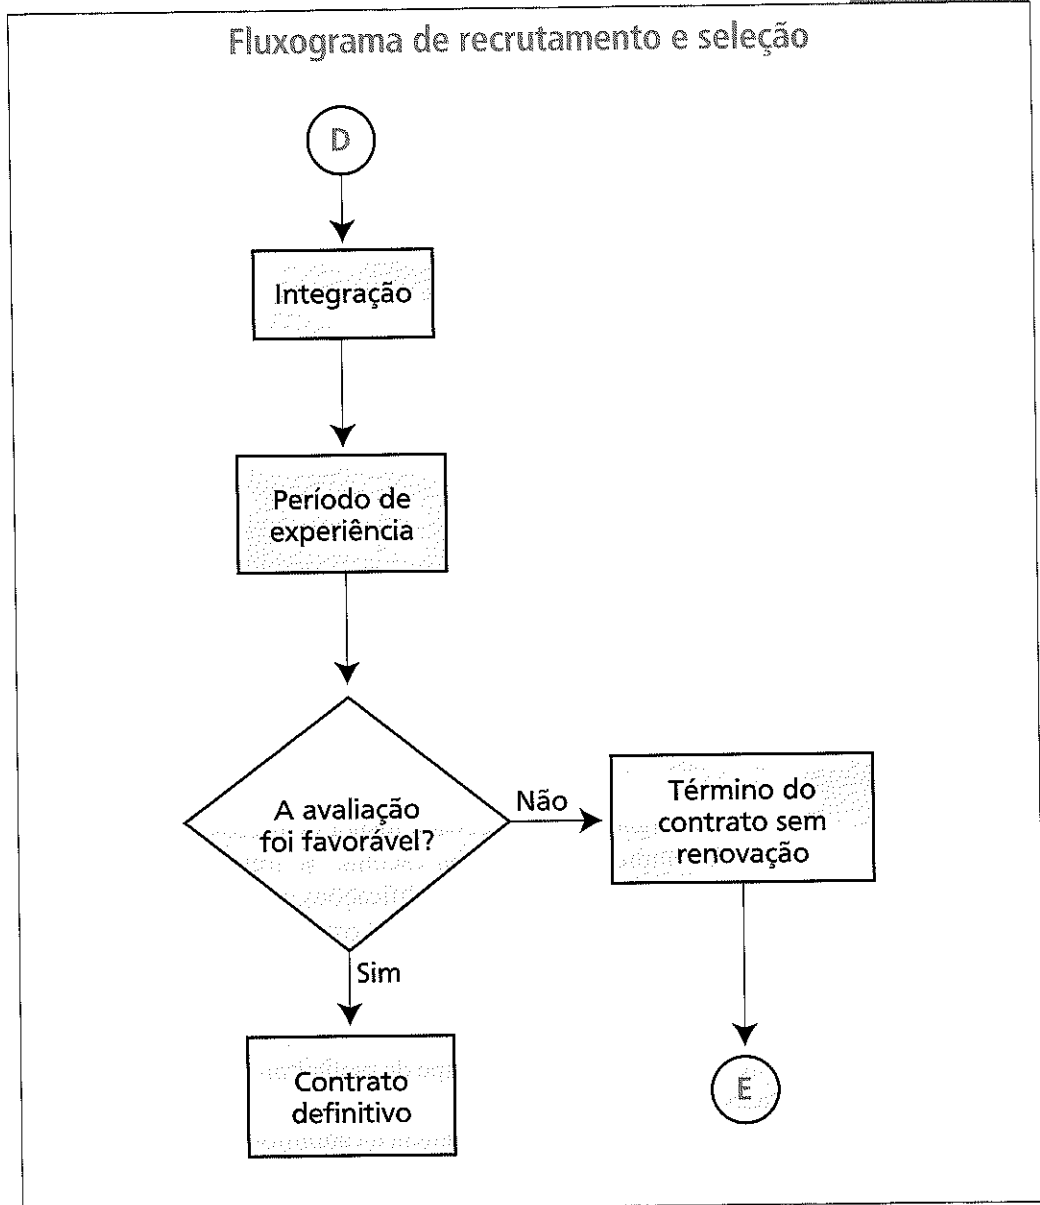 Fluxograma de recrutamento e seleção
D
Integração
Período de
experiência
A avaliação
foi favorável?
Não
Término do
contrato sem
renovação
Sim
Contrato
definitivo
E